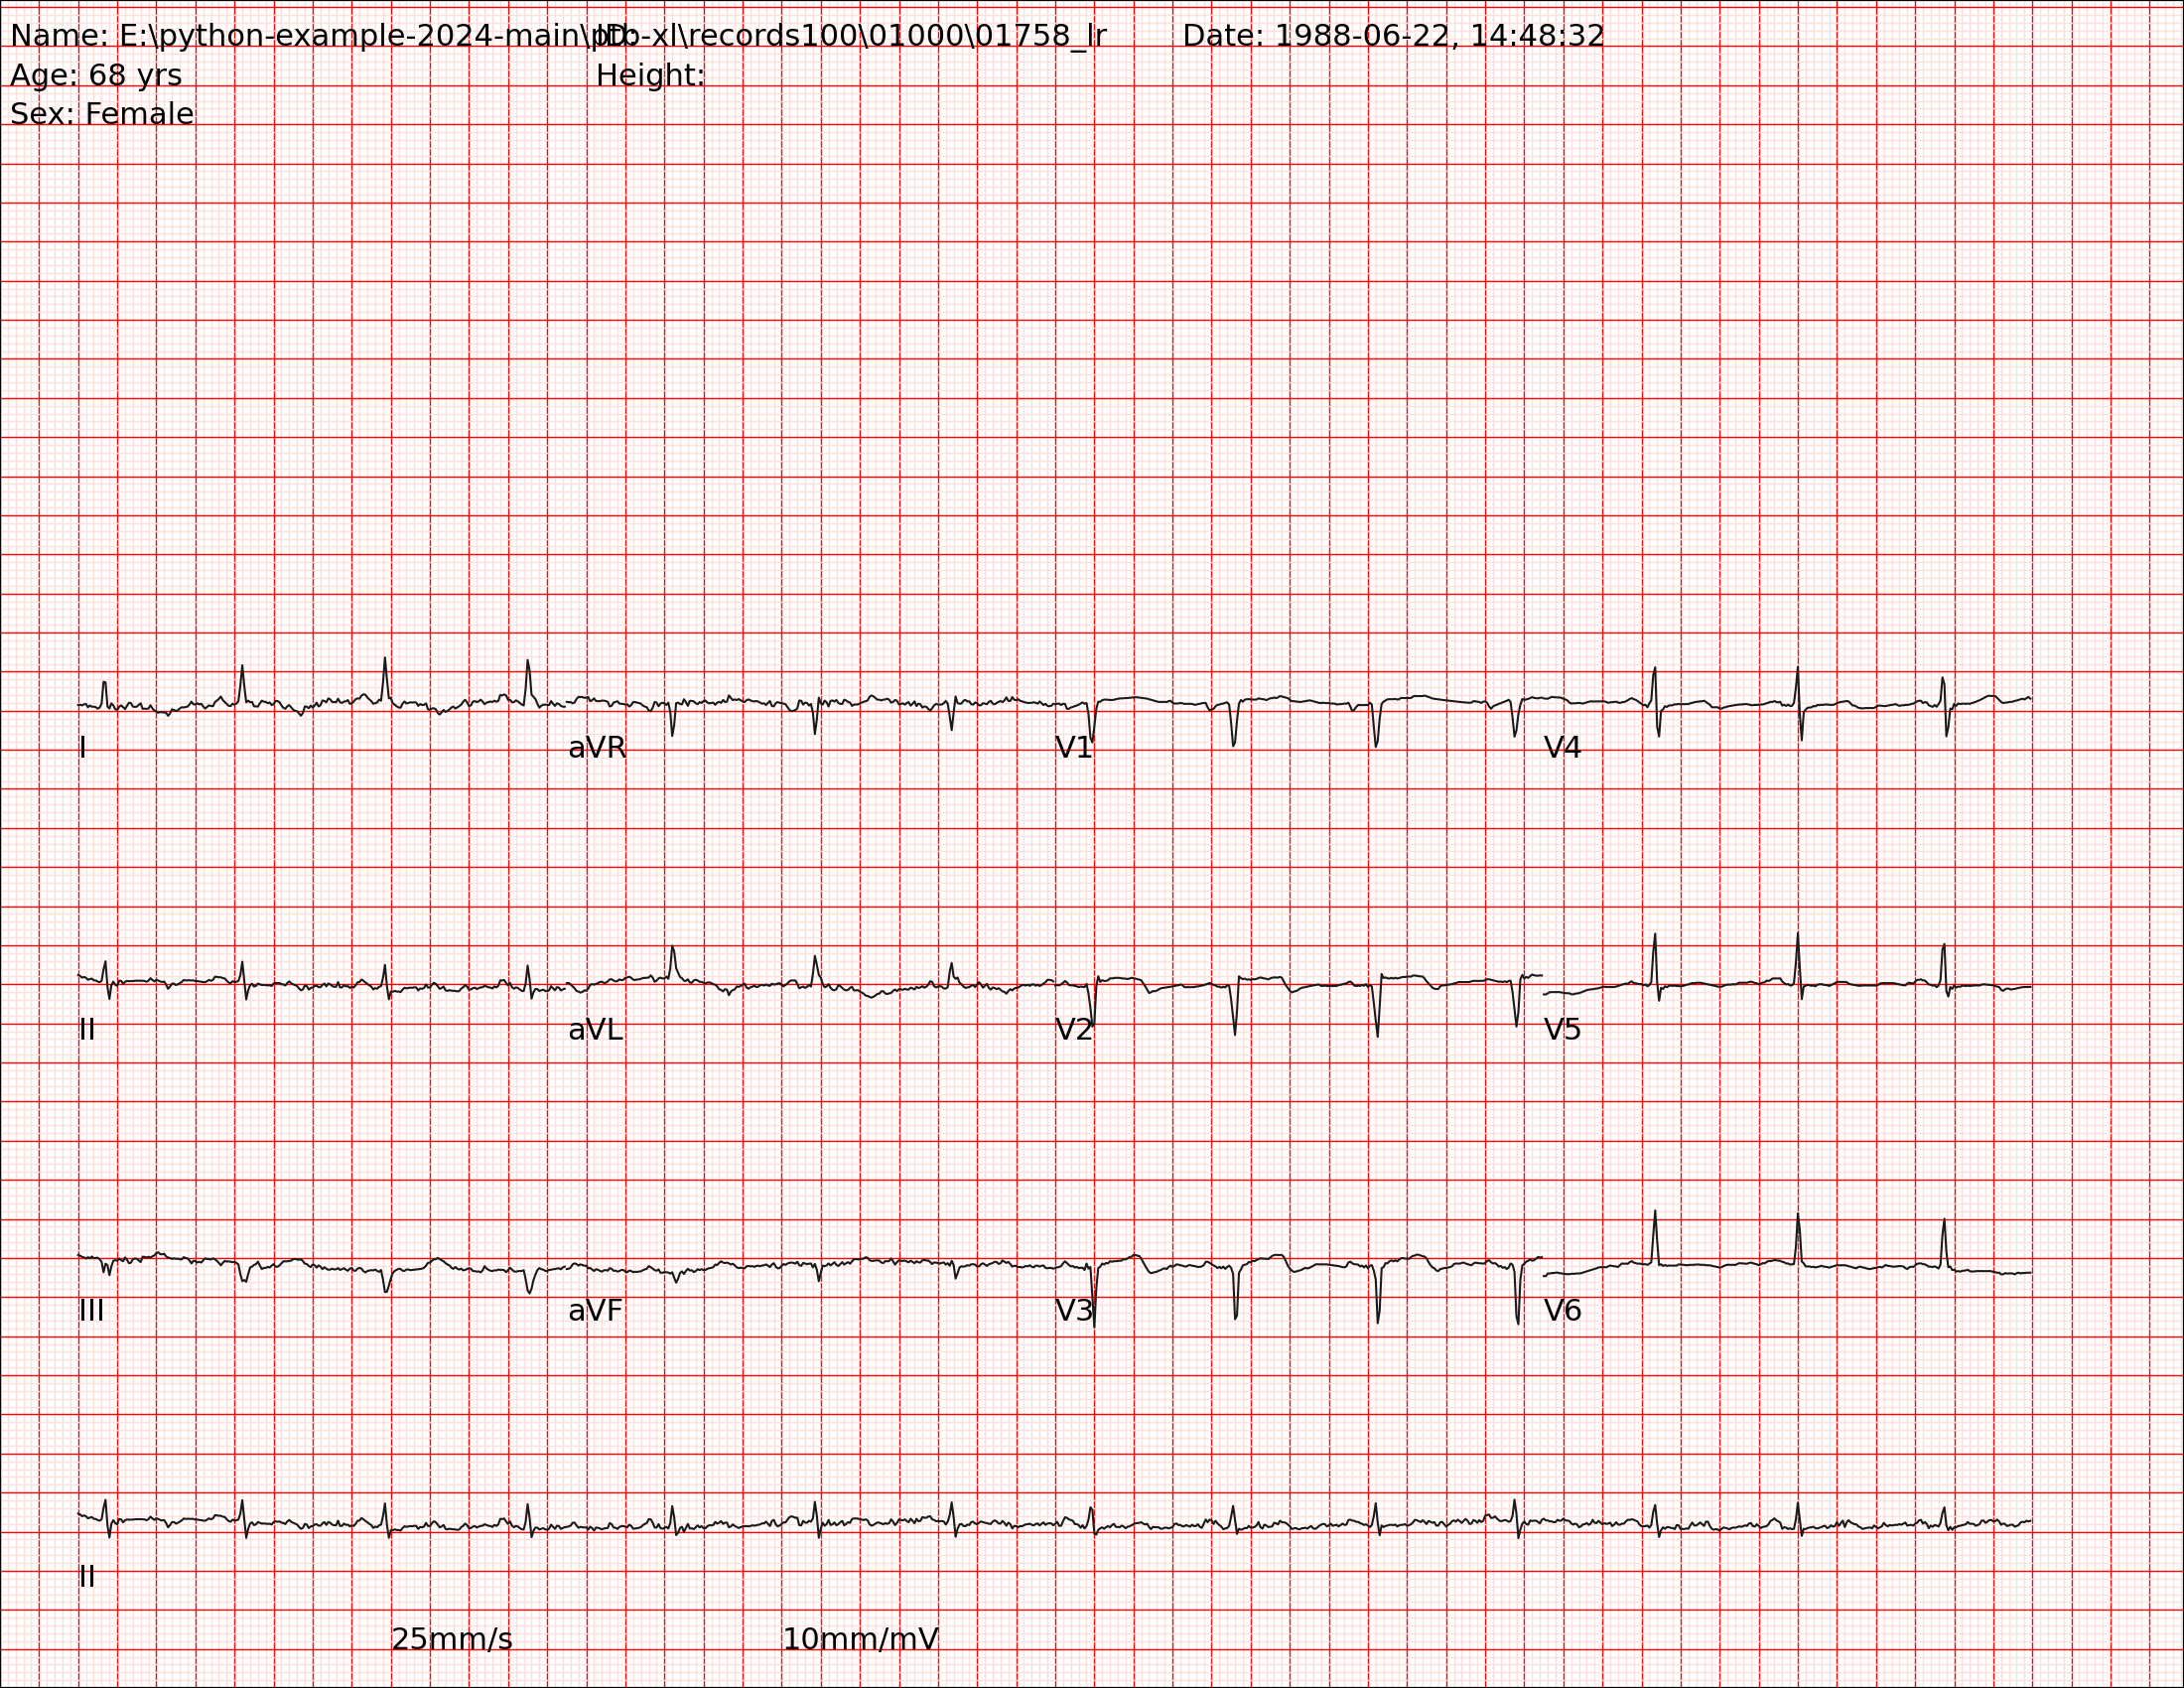 Name: E:\python-example-2024-main\ptb-xl\records100\01000\01758_lr ID: Date: 1988-06-22, 14:48:32
Age: 68 yrs Height:
Sex: Female
I aVR V1 V4
II aVL V2 V5
III aVF V3 V6
II
25mm/s 10mm/mV